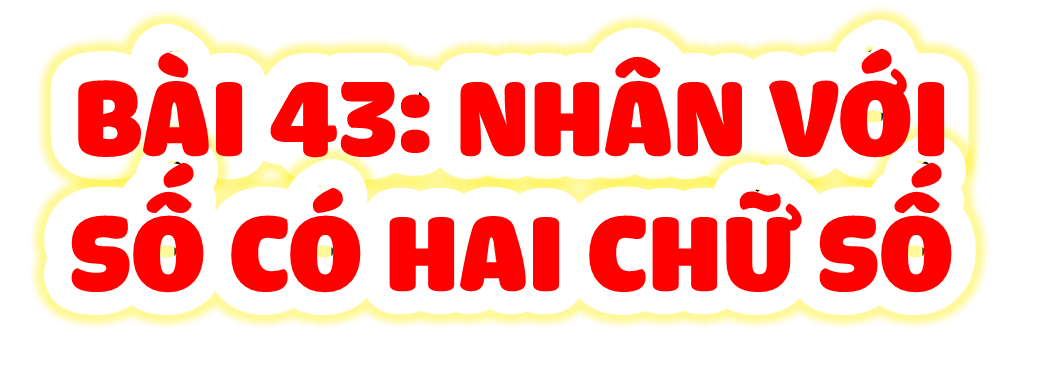 BÀI 43: NHÂN VỚI
SỐ CÓ HAI CHỮ SỐ